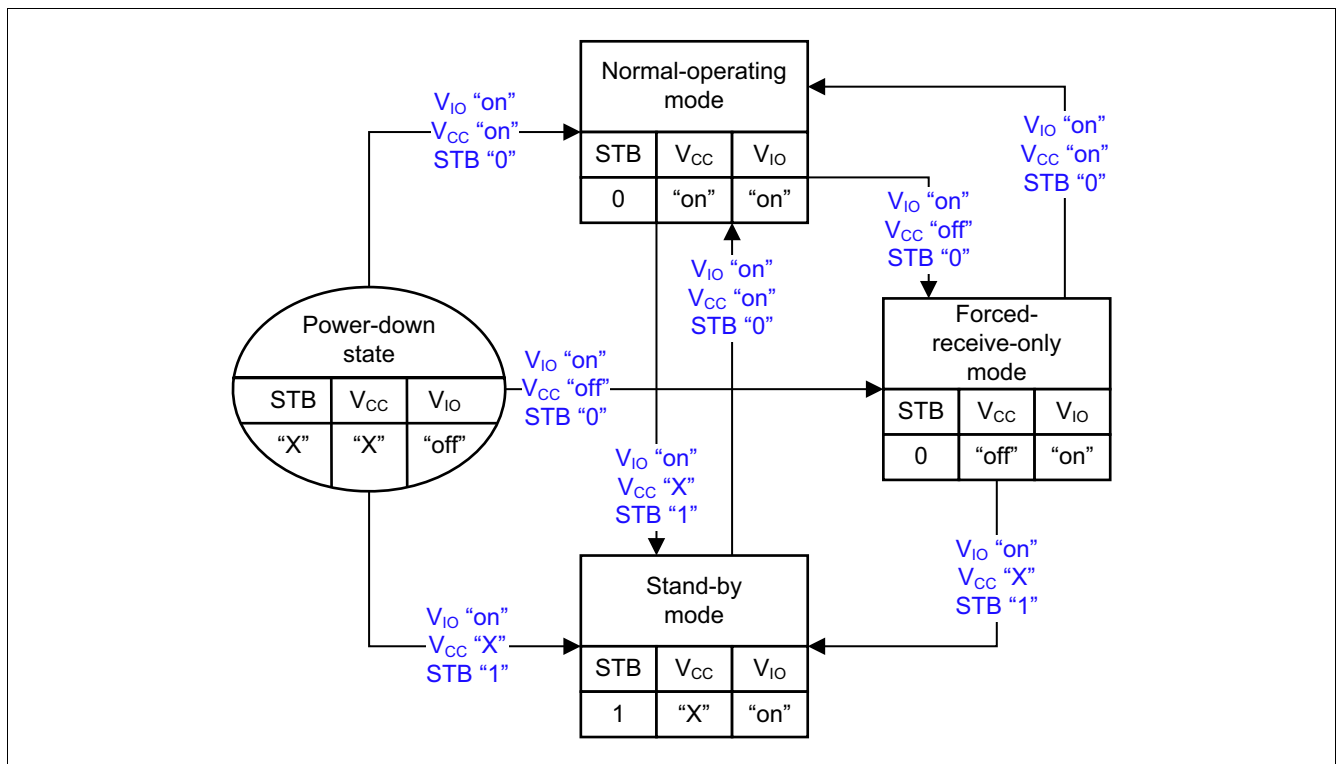 Normal-operating
mode
STB VCC VIO
0 “on” “on”
VIO “on”
VCC “on”
STB “0”
VIO “on”
VCC “on”
STB “0”
VIO “on”
VCC “off”
STB “0”
VIO “on”
VCC “on”
STB “0”
Power-down
state
STB VCC VIO
“X” “X” “off”
VIO “on”
VCC “off”
STB “0”
Forced-
receive-only
mode
STB VCC VIO
0 “off” “on”
VIO “on”
VCC “X”
STB “1”
VIO “on”
VCC “X”
STB “1”
VIO “on”
VCC “X”
STB “1”
Stand-by
mode
STB VCC VIO
1 “X” “on”